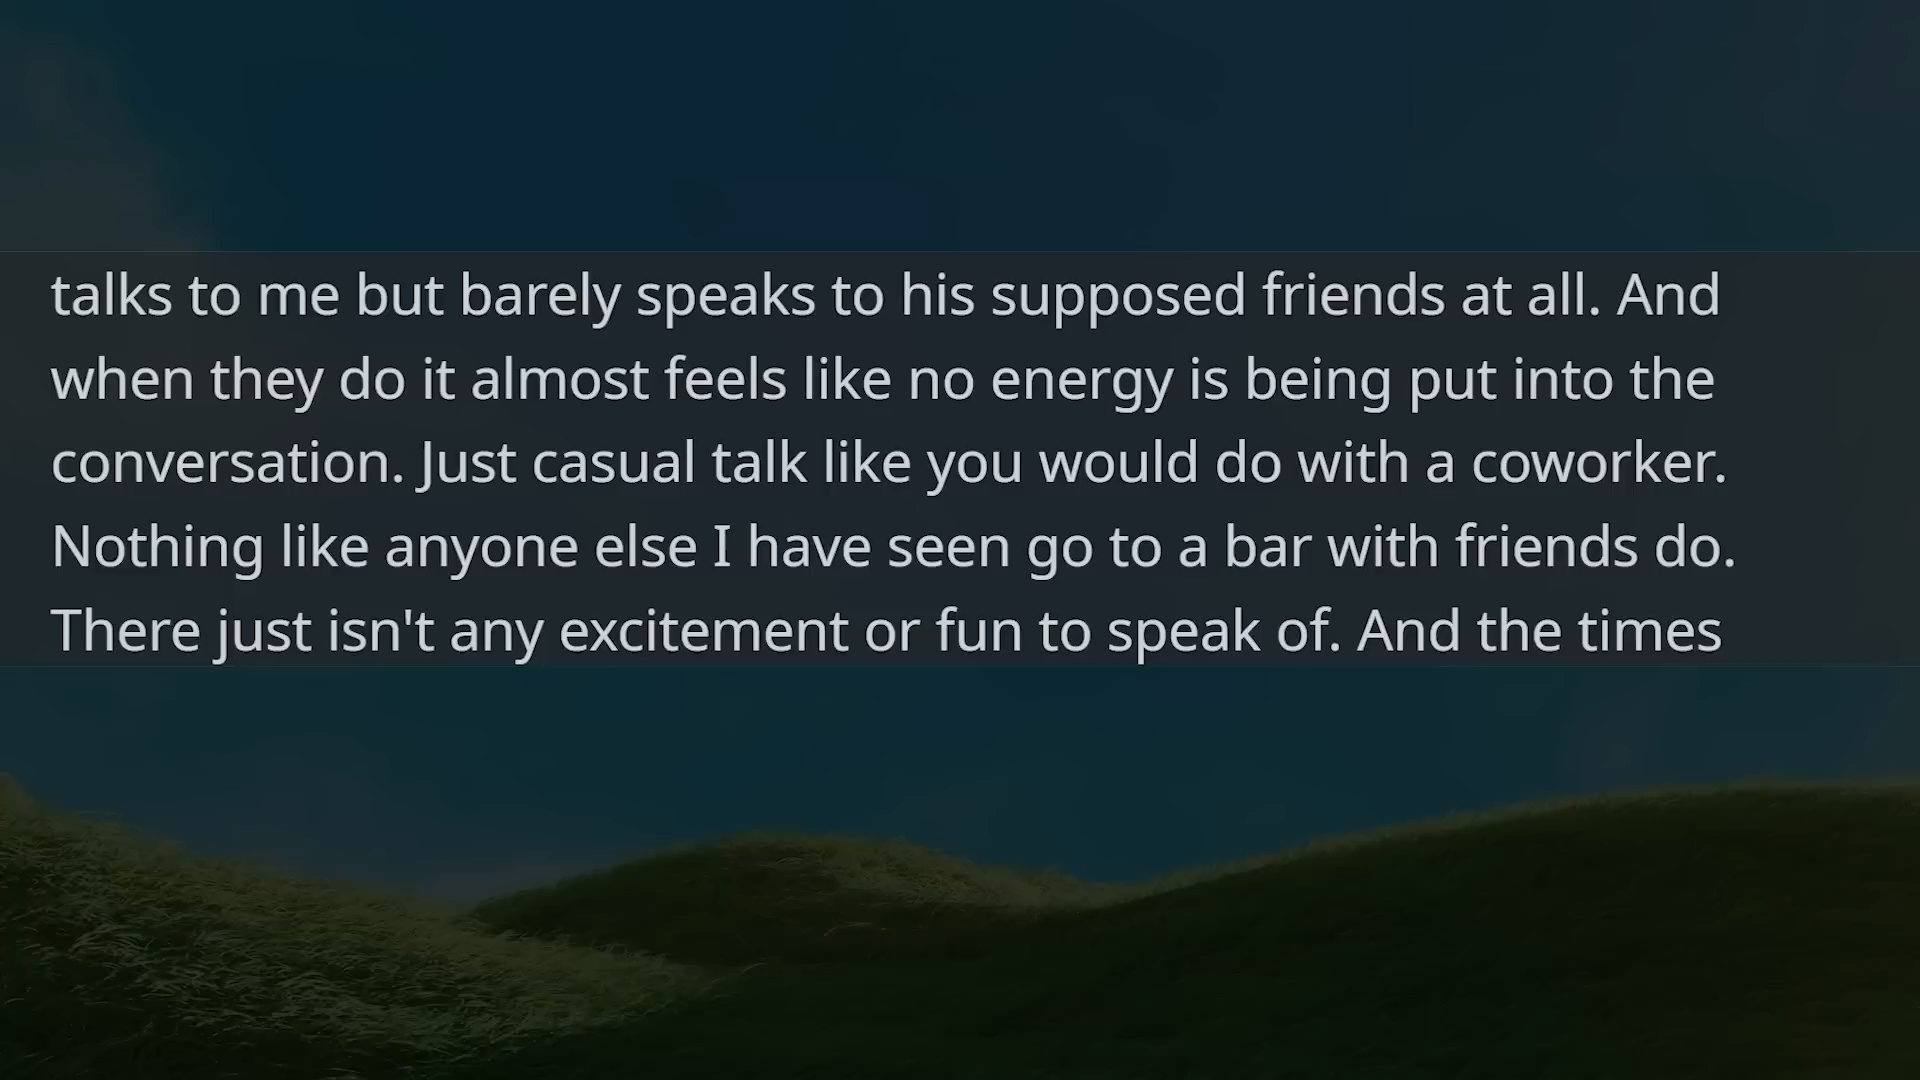 talks to me but barely speaks to his supposed friends at all. And
when they do it almost feels like no energy is being put into the
conversation. Just casual talk like you would do with a coworker.
Nothing like anyone else I have seen go to a bar with friends do.
There just isn't any excitement or fun to speak of. And the times